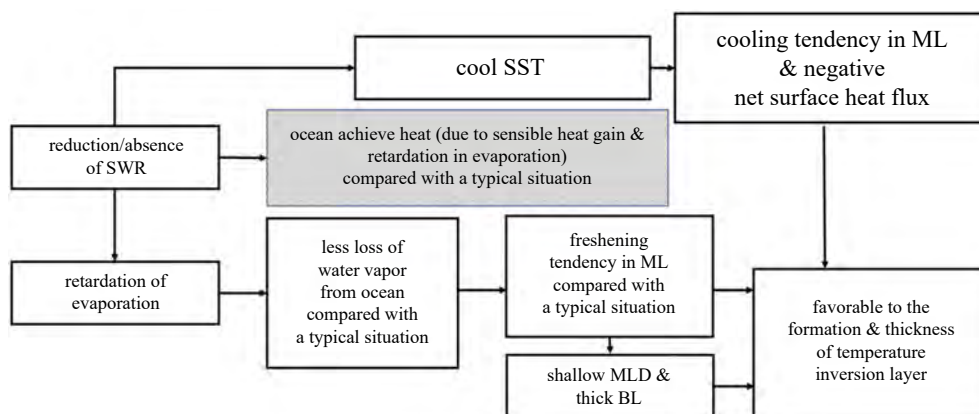 cool SST
cooling tendency in ML
& negative
net surface heat flux
reduction/absence
of SWR
ocean achieve heat (due to sensible heat gain &
retardation in evaporation)
compared with a typical situation
retardation of
evaporation
less loss of
water vapor
from ocean
compared with
a typical situation
freshening
tendency in ML
compared with
a typical situation
shallow MLD &
thick BL
favorable to the
formation & thickness
of temperature
inversion layer